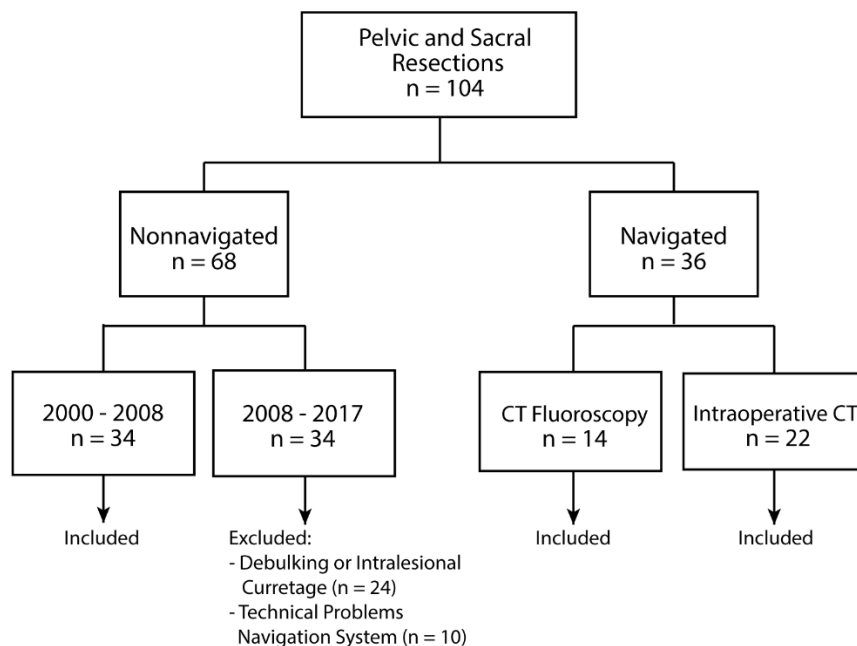 Pelvic and Sacral
Resections
n = 104
Nonnavigated
n = 68
Navigated
n = 36
2000 - 2008
n = 34
2008 - 2017
n = 34
CT Fluoroscopy
n = 14
Intraoperative CT
n = 22
Included
Excluded:
- Debulking or Intralesional
Curretage (n = 24)
- Technical Problems
Navigation System (n = 10)
Included
Included